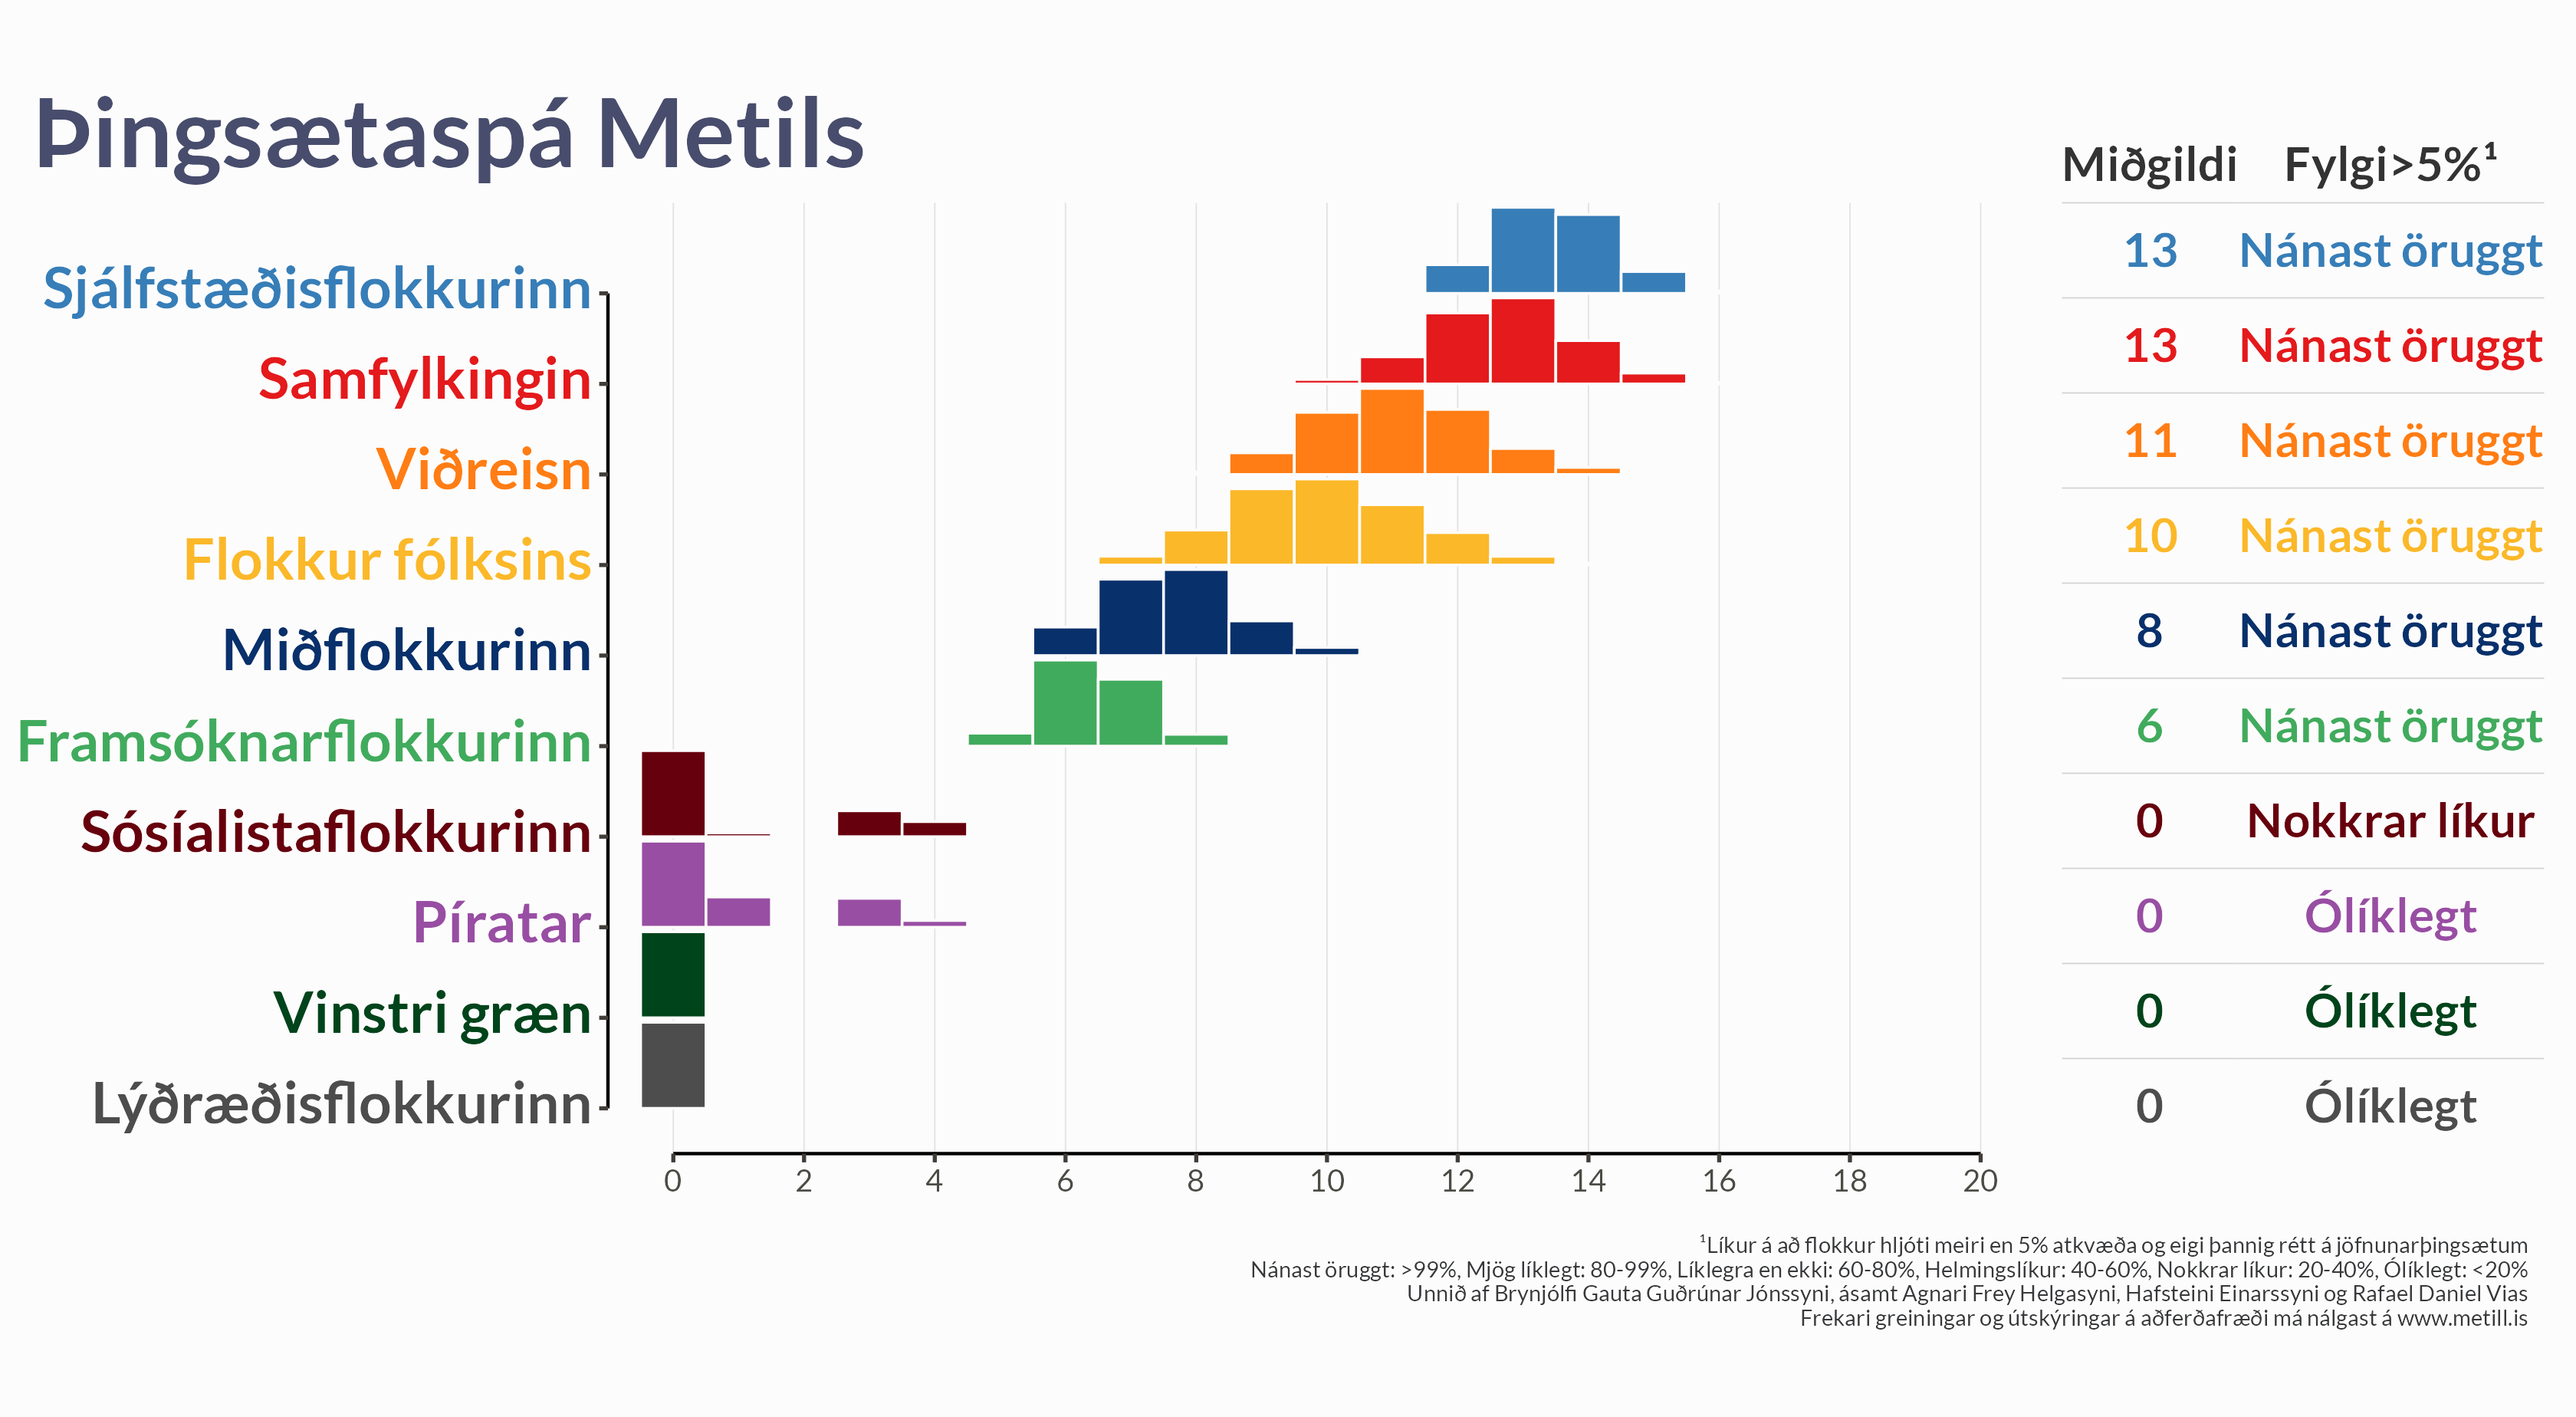 Þingsætaspá Metils
Miðgildi Fylgi>5%¹
Sjálfstæðisflokkurinn 13 Nánast öruggt
Samfylkingin 13 Nánast öruggt
Viðreisn 11 Nánast öruggt
Flokkur fólksins 10 Nánast öruggt
Miðflokkurinn 8 Nánast öruggt
Framsóknarflokkurinn 6 Nánast öruggt
Sósíalistaflokkurinn 0 Nokkrar líkur
Píratar 0 Ólíklegt
Vinstri græn 0 Ólíklegt
Lýðræðisflokkurinn 0 Ólíklegt
0 2 4 6 8 10 12 14 16 18 20
¹Líkur á að flokkur hljóti meiri en 5% atkvæða og eigi þannig rétt á jöfnunarþingsætum
Nánast öruggt: >99%, Mjög líklegt: 80-99%, Líklegra en ekki: 60-80%, Helmingslíkur: 40-60%, Nokkrar líkur: 20-40%, Ólíklegt: <20%
Unnið af Brynjólfi Gauta Guðrúnar Jónssyni, ásamt Agnari Frey Helgasyni, Hafsteini Einarssyni og Rafael Daniel Vias
Frekari greiningar og útskýringar á aðferðafræði má nálgast á www.metill.is